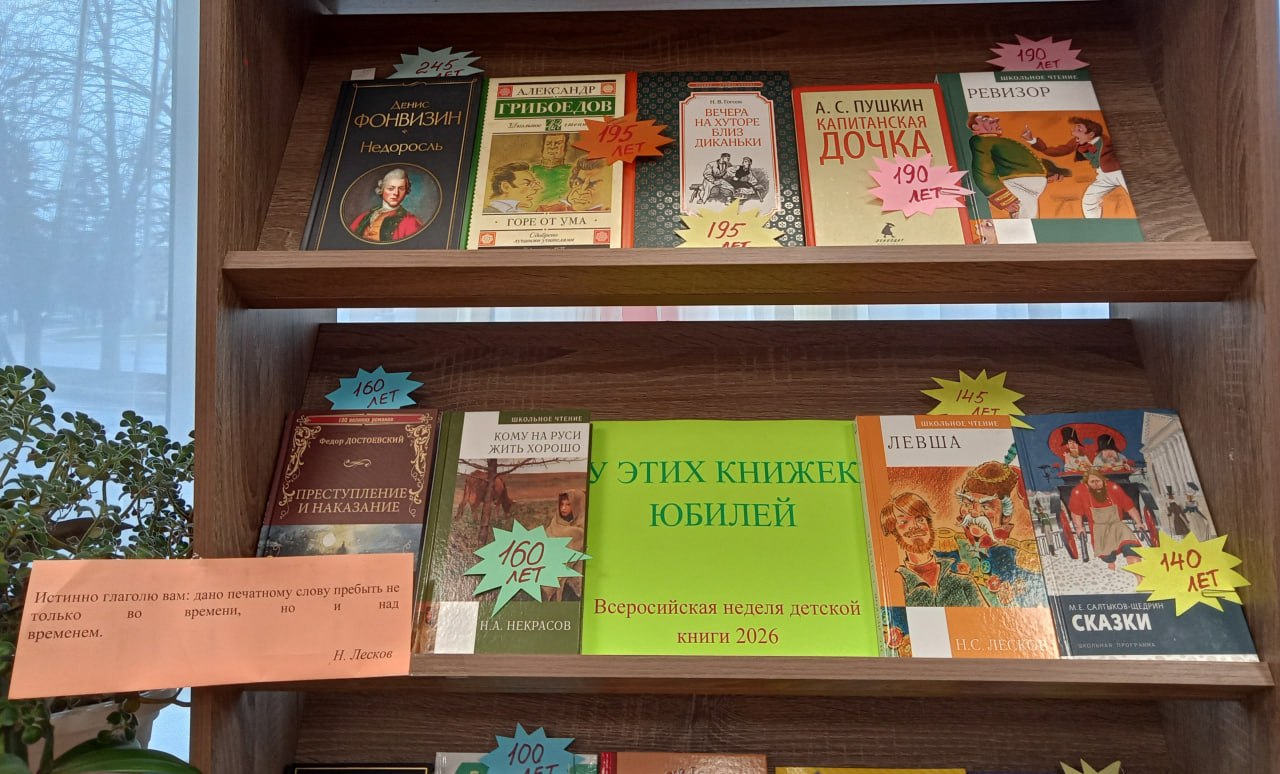 245
ЛЕТ
ДЕНИС
ФОНВИЗИН
НЕДОРОСЛЬ
АЛЕКСАНДР
ГРИБОЕДОВ
195
ЛЕТ
ГОРЕ ОТ УМА
Н. В. Гоголь
ВЕЧЕРА
НА ХУТОРЕ
БЛИЗ
ДИКАНЬКИ
195
ЛЕТ
А. С. ПУШКИН
КАПИТАНСКАЯ
ДОЧКА
190
ЛЕТ
190
ЛЕТ
ШКОЛЬНОЕ ЧТЕНИЕ
РЕВИЗОР
160
ЛЕТ
100 великих романов
ФЕДОР ДОСТОЕВСКИЙ
ПРЕСТУПЛЕНИЕ
И НАКАЗАНИЕ
ШКОЛЬНОЕ ЧТЕНИЕ
КОМУ НА РУСИ
ЖИТЬ ХОРОШО
160
ЛЕТ
Н.А. НЕКРАСОВ
У ЭТИХ КНИЖЕК
ЮБИЛЕЙ
Всеросийская неделя детской
книги 2026
145
ЛЕТ
ШКОЛЬНОЕ ЧТЕНИЕ
ЛЕВША
Н.С. ЛЕСКОВ
140
ЛЕТ
М.Е. САЛТЫКОВ-ЩЕДРИН
СКАЗКИ
ШКОЛЬНАЯ ПРОГРАММА
Истинно глаголю вам: дано печатному слову пребыть не
только во времени, но и над
временем.
Н. Лесков
100
ЛЕТ